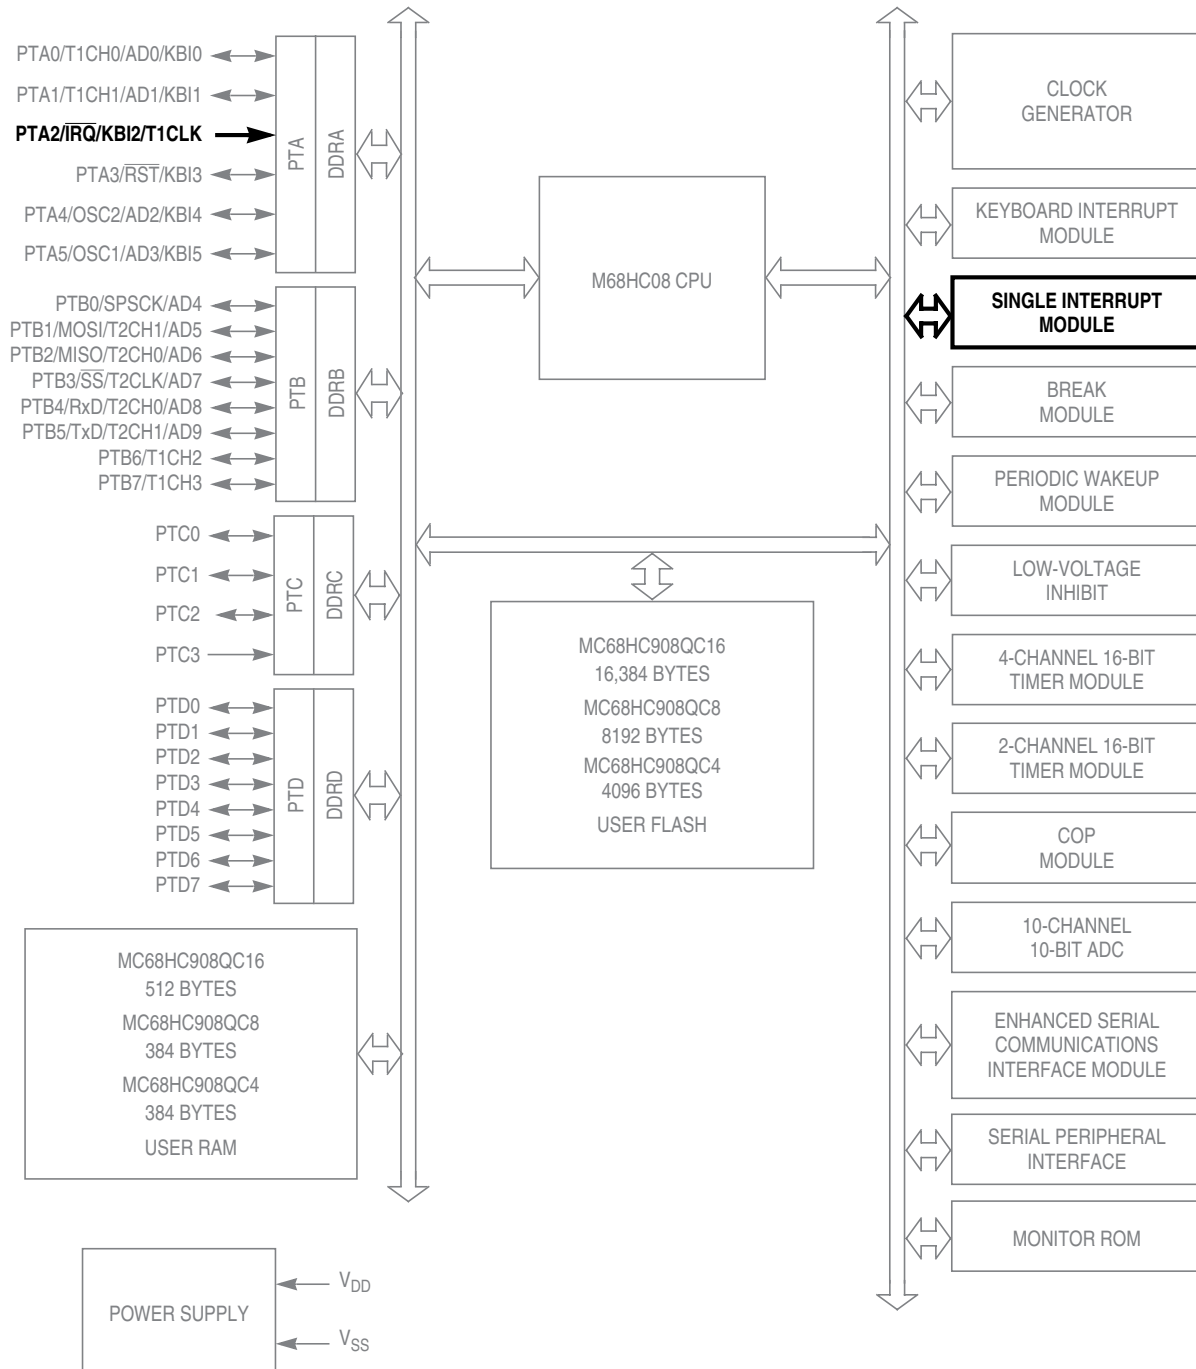 PTA0/T1CH0/AD0/KBI0
PTA1/T1CH1/AD1/KBI1
PTA2/IRQ/KBI2/T1CLK
PTA3/RST/KBI3
PTA4/OSC2/AD2/KBI4
PTA5/OSC1/AD3/KBI5
PTA
DDRA
PTB0/SPSCK/AD4
PTB1/MOSI/T2CH1/AD5
PTB2/MISO/T2CH0/AD6
PTB3/SS/T2CLK/AD7
PTB4/RxD/T2CH0/AD8
PTB5/TxD/T2CH1/AD9
PTB6/T1CH2
PTB7/T1CH3
PTB
DDRB
PTC0
PTC1
PTC2
PTC3
PTC
DDRC
PTD0
PTD1
PTD2
PTD3
PTD4
PTD5
PTD6
PTD7
PTD
DDRD
MC68HC908QC16
512 BYTES
MC68HC908QC8
384 BYTES
MC68HC908QC4
384 BYTES
USER RAM
POWER SUPPLY
VDD
VSS
M68HC08 CPU
MC68HC908QC16
16,384 BYTES
MC68HC908QC8
8192 BYTES
MC68HC908QC4
4096 BYTES
USER FLASH
CLOCK
GENERATOR
KEYBOARD INTERRUPT
MODULE
SINGLE INTERRUPT
MODULE
BREAK
MODULE
PERIODIC WAKEUP
MODULE
LOW-VOLTAGE
INHIBIT
4-CHANNEL 16-BIT
TIMER MODULE
2-CHANNEL 16-BIT
TIMER MODULE
COP
MODULE
10-CHANNEL
10-BIT ADC
ENHANCED SERIAL
COMMUNICATIONS
INTERFACE MODULE
SERIAL PERIPHERAL
INTERFACE
MONITOR ROM